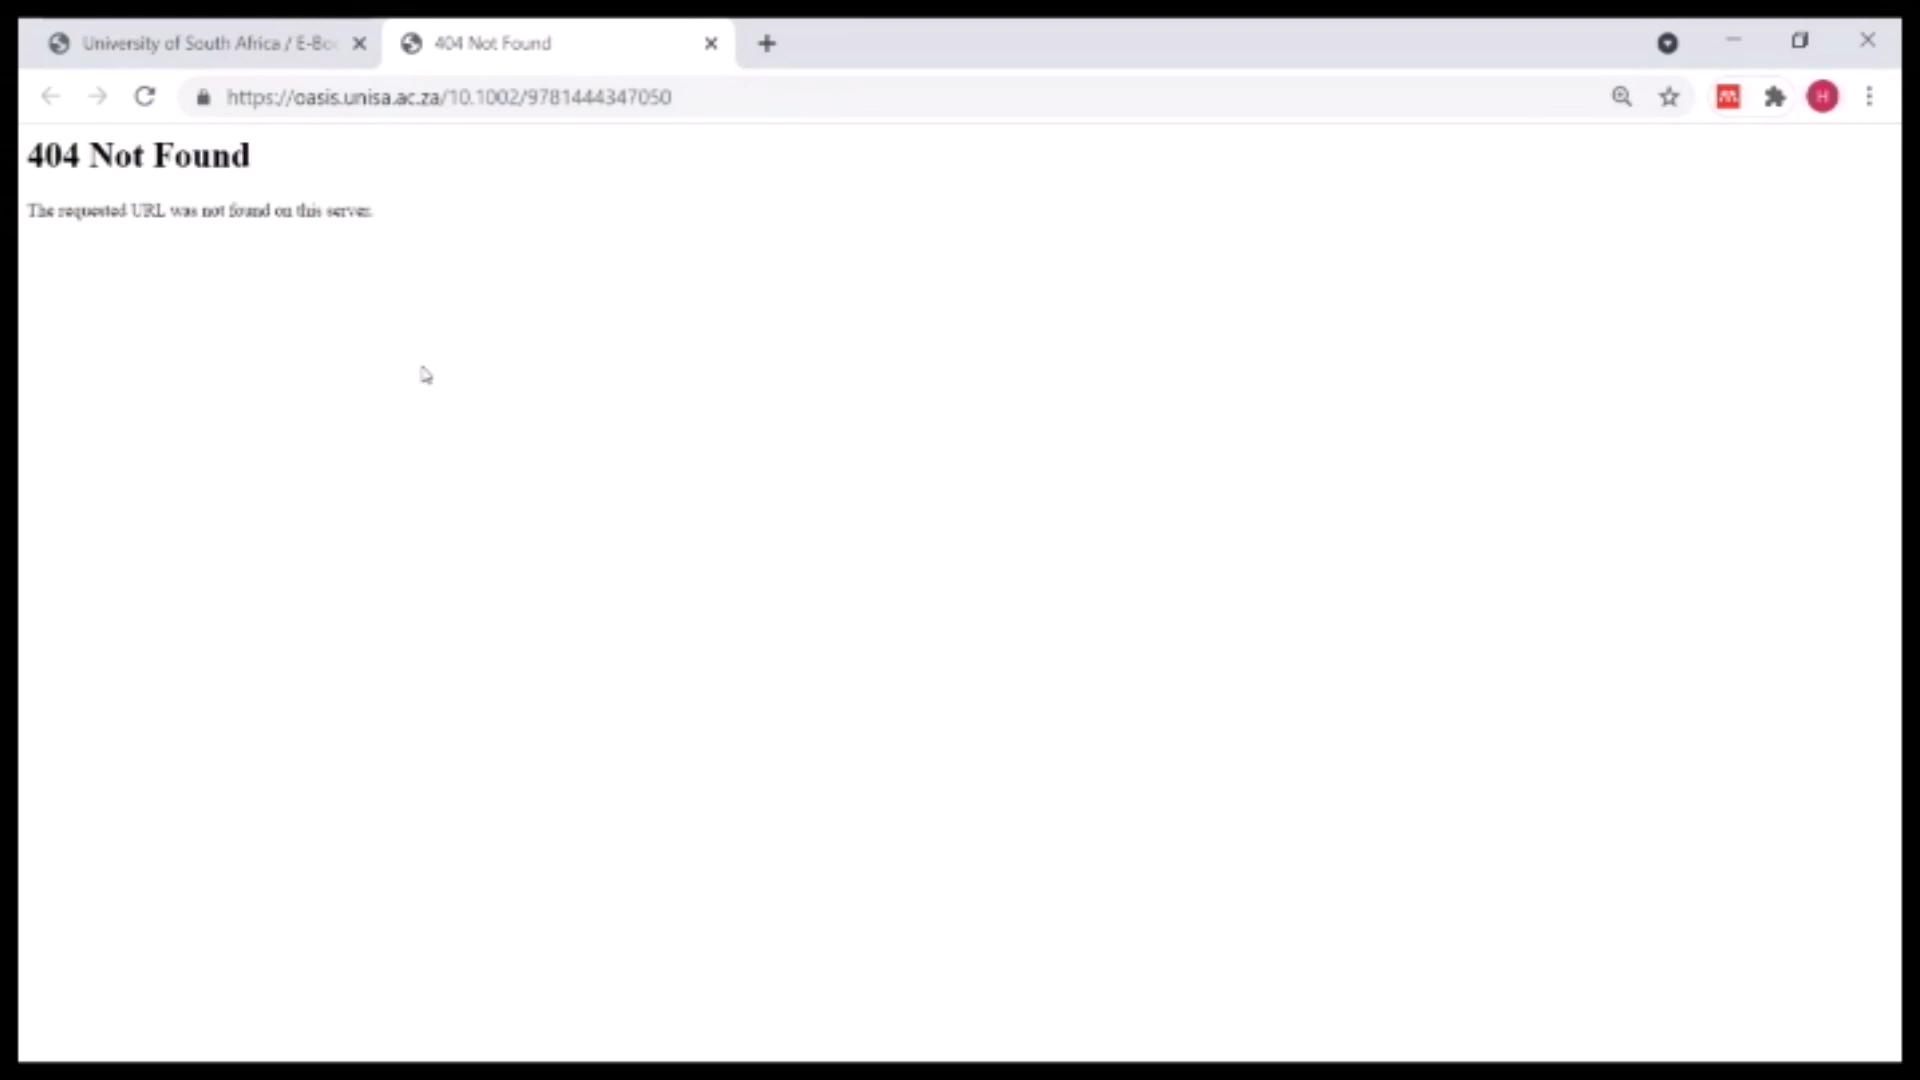 University of South Africa / E-Boo
404 Not Found
https://oasis.unisa.ac.za/10.1002/9781444347050
H
404 Not Found
The requested URL was not found on this server.